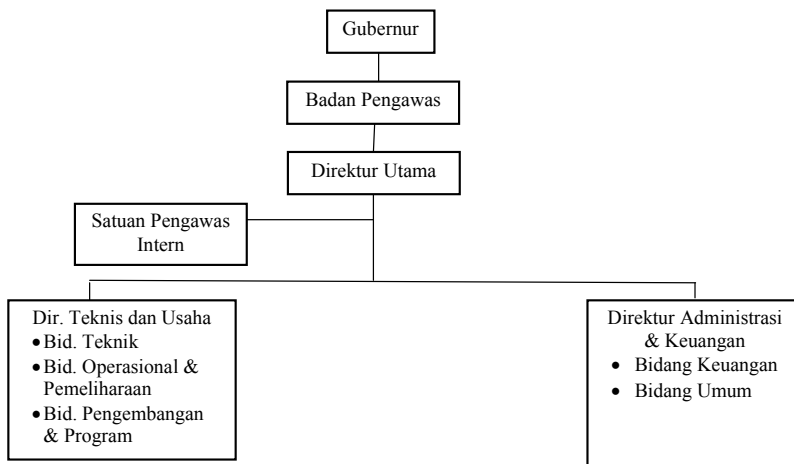 Gubernur
Badan Pengawas
Direktur Utama
Satuan Pengawas
Intern
Dir. Teknis dan Usaha
• Bid. Teknik
• Bid. Operasional &
Pemeliharaan
• Bid. Pengembangan
& Program
Direktur Administrasi
& Keuangan
• Bidang Keuangan
• Bidang Umum